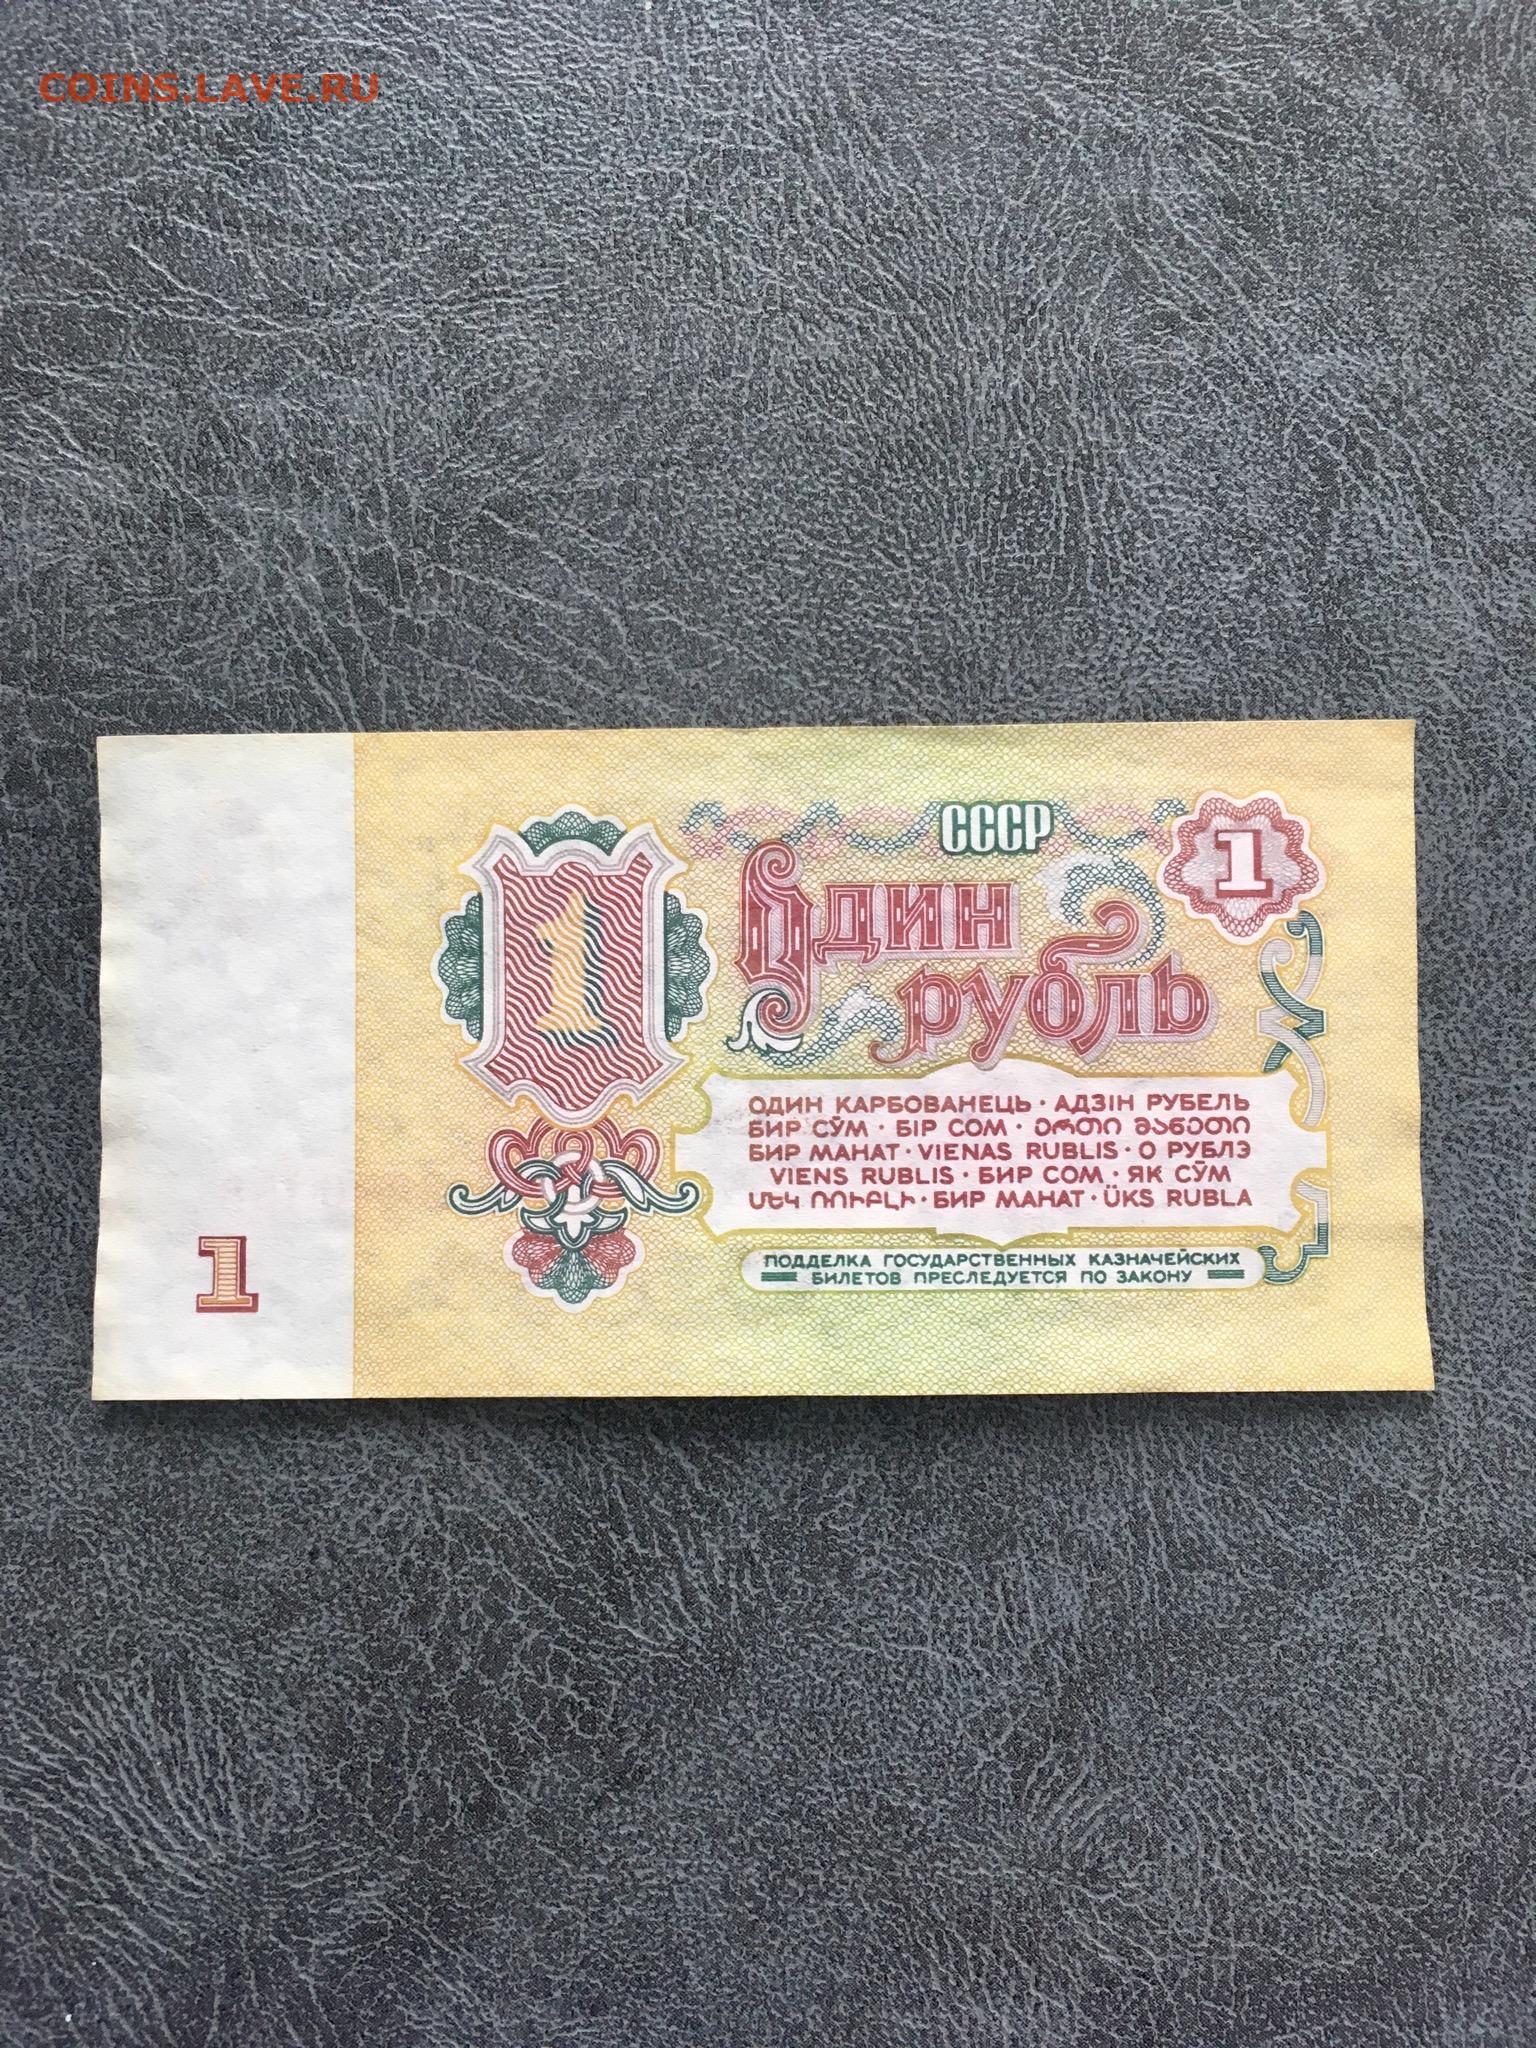 COINS.LAVE.RU
СССР
1
1
Один
рубль
ОДИН КАРБОВАНЕЦЬ · АДЗІН РУБЕЛЬ
БИР СЎМ · БІР СОМ · ერთი მანეთი
БИР МАНАТ · VIENAS RUBLIS · О РУБЛЭ
VIENS RUBLIS · БИР СОМ · ЯК СӮМ
ՄԵԿ ՌՈՒԲԼԻ · БИР МАНАТ · ÜKS RUBLA
ПОДДЕЛКА ГОСУДАРСТВЕННЫХ КАЗНАЧЕЙСКИХ
БИЛЕТОВ ПРЕСЛЕДУЕТСЯ ПО ЗАКОНУ
1